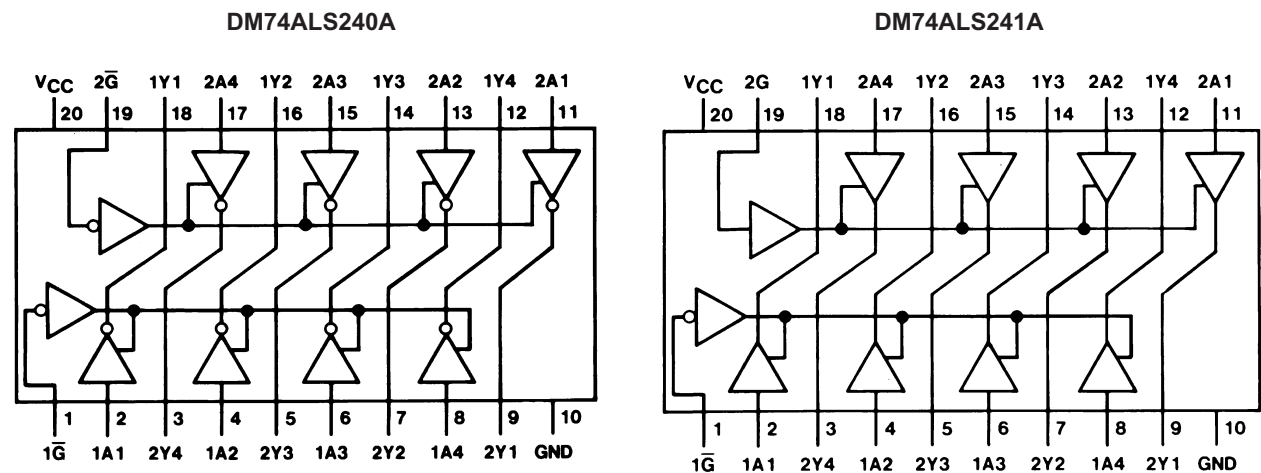 DM74ALS240A
VCC 2G̅ 1Y1 2A4 1Y2 2A3 1Y3 2A2 1Y4 2A1
20 19 18 17 16 15 14 13 12 11
1 2 3 4 5 6 7 8 9 10
1G̅ 1A1 2Y4 1A2 2Y3 1A3 2Y2 1A4 2Y1 GND
DM74ALS241A
VCC 2G 1Y1 2A4 1Y2 2A3 1Y3 2A2 1Y4 2A1
20 19 18 17 16 15 14 13 12 11
1 2 3 4 5 6 7 8 9 10
1G̅ 1A1 2Y4 1A2 2Y3 1A3 2Y2 1A4 2Y1 GND